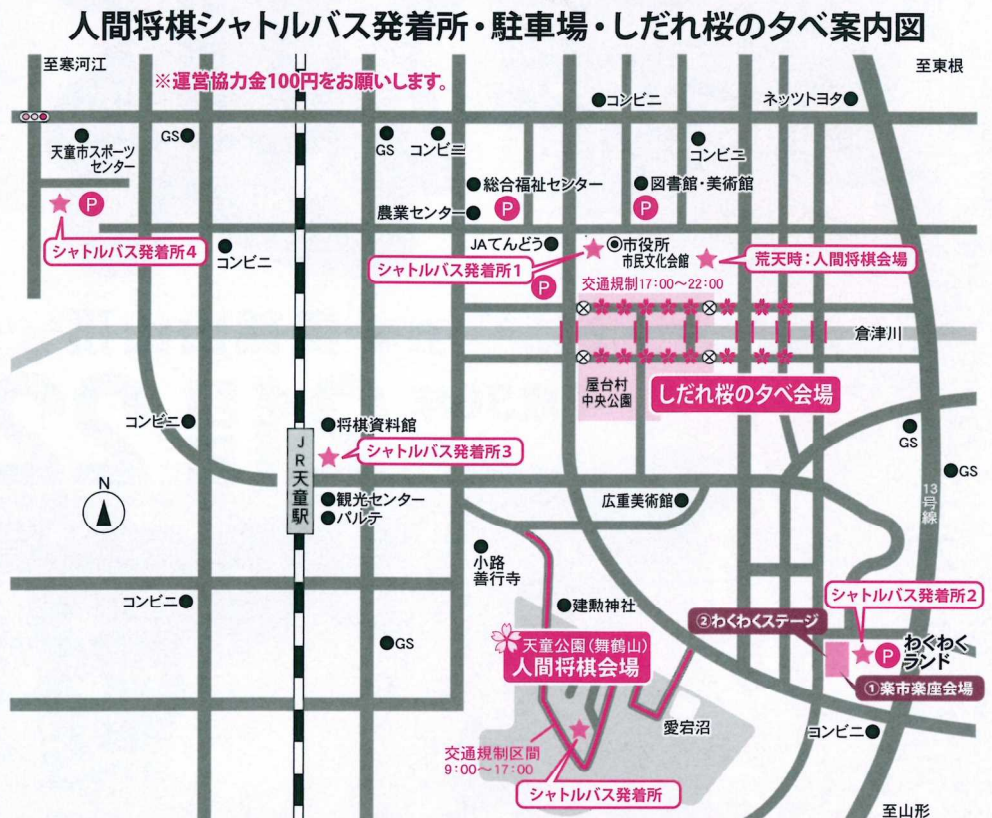 人間将棋シャトルバス発着所・駐車場・しだれ桜の夕べ案内図
至寒河江
※運営協力金100円をお願いします。
至東根
コンビニ
ネッツトヨタ
天童市スポーツ
センター
GS
GS
コンビニ
コンビニ
総合福祉センター
P
図書館・美術館
P
農業センター
P
シャトルバス発着所4
コンビニ
JAてんどう
市役所
市民文化会館
シャトルバス発着所1
荒天時：人間将棋会場
P
交通規制17:00〜22:00
倉津川
屋台村
中央公園
しだれ桜の夕べ会場
コンビニ
将棋資料館
シャトルバス発着所3
GS
GS
JR天童駅
N
観光センター
パルテ
広重美術館
13号線
小路
善行寺
コンビニ
建勲神社
シャトルバス発着所2
②わくわくステージ
GS
天童公園（舞鶴山）
人間将棋会場
P
わくわく
ランド
①楽市楽座会場
愛宕沼
コンビニ
交通規制区間
9:00〜17:00
シャトルバス発着所
至山形